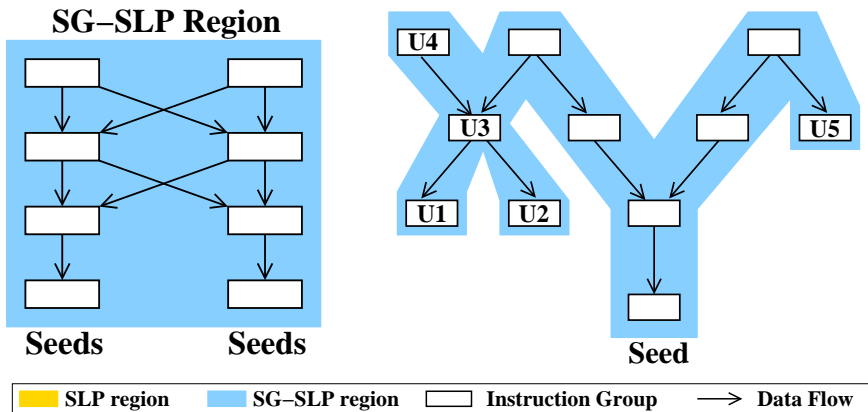 SG–SLP Region
U4
U3
U5
U1
U2
Seeds
Seeds
Seed
SLP region
SG–SLP region
Instruction Group
Data Flow